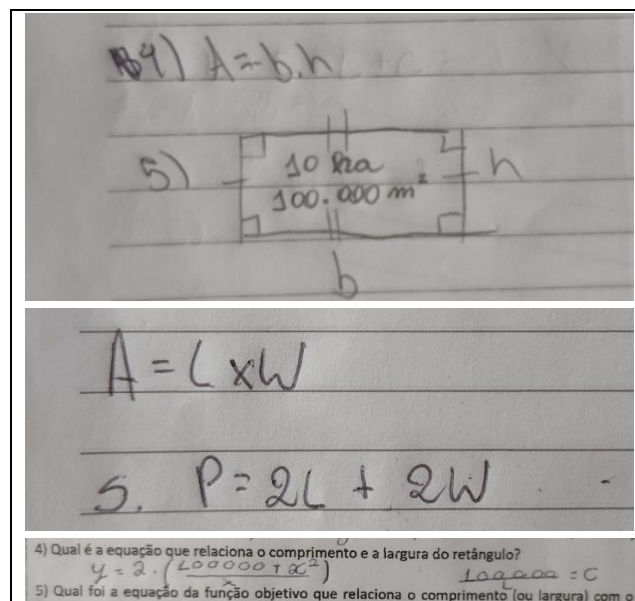 4) A = b.h
5) 10 ha h
100.000 m²
b
A = L x W
5. P = 2L + 2W
4) Qual é a equação que relaciona o comprimento e a largura do retângulo?
y = 2 . (100000 + x²)
x
100000 = C
5) Qual foi a equação da função objetivo que relaciona o comprimento (ou largura) com o